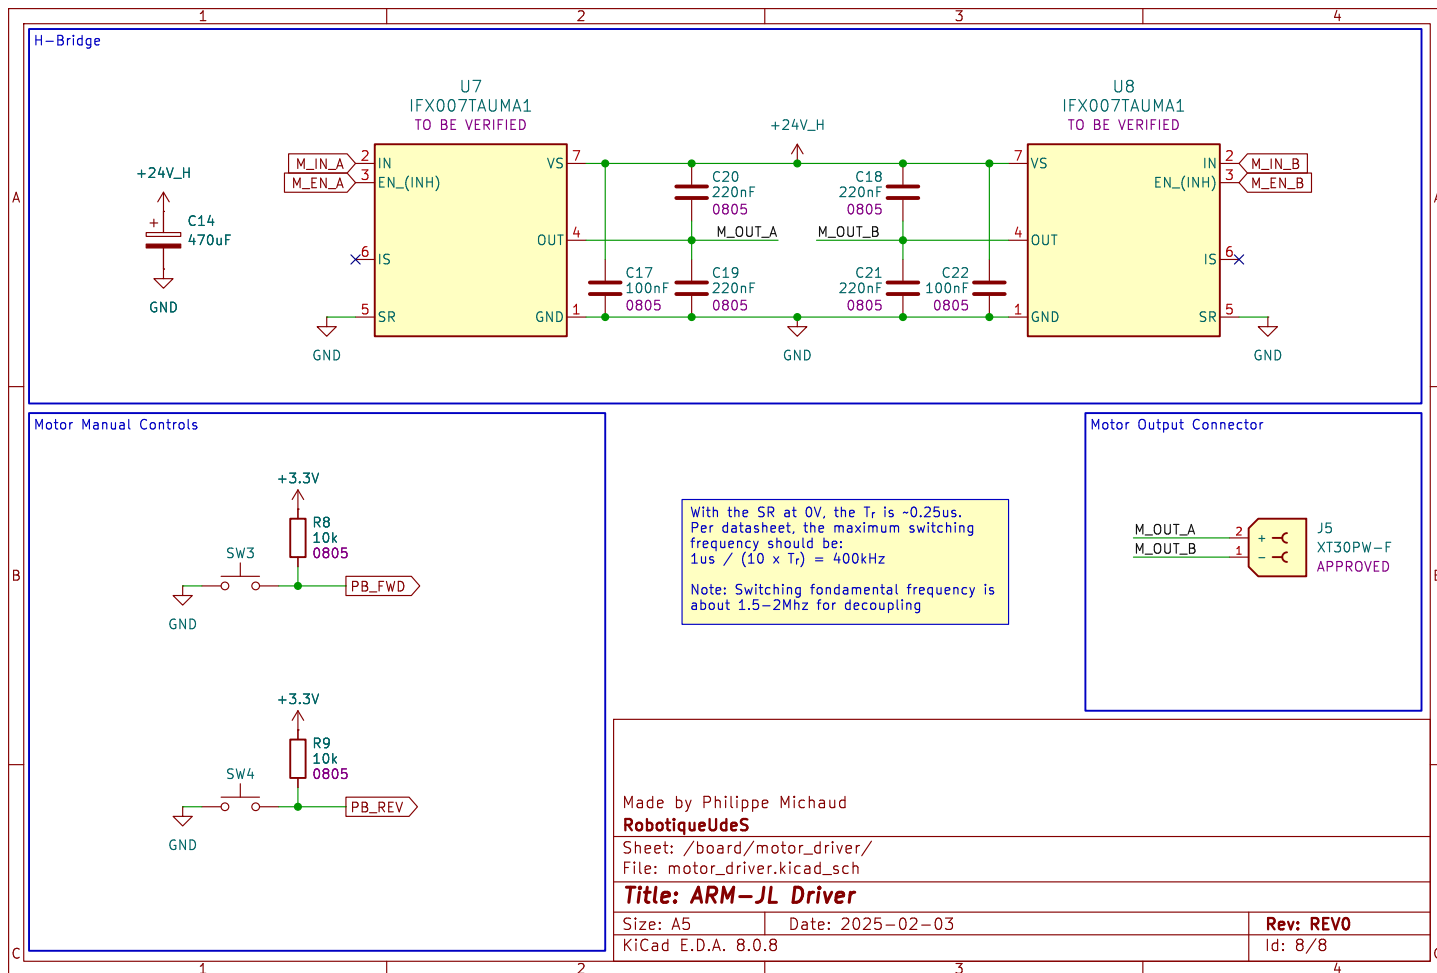 1 2 3 4
H-Bridge
U7
IFX007TAUMA1
TO BE VERIFIED
U8
IFX007TAUMA1
TO BE VERIFIED
+24V_H
M_IN_A 2 IN VS 7
M_EN_A 3 EN_(INH)
OUT 4
6 IS
5 SR GND 1
GND
+24V_H
+ C14
470uF
GND
C20
220nF
0805
C18
220nF
0805
M_OUT_A M_OUT_B
C17
100nF
0805
C19
220nF
0805
C21
220nF
0805
C22
100nF
0805
GND
7 VS IN 2 M_IN_B
EN_(INH) 3 M_EN_B
4 OUT
IS 6
1 GND SR 5
GND
A A
Motor Manual Controls
+3.3V
R8
10k
0805
SW3
PB_FWD
GND
+3.3V
R9
10k
0805
SW4
PB_REV
GND
With the SR at 0V, the Tr is ~0.25us.
Per datasheet, the maximum switching
frequency should be:
1us / (10 x Tr) = 400kHz
Note: Switching fondamental frequency is
about 1.5-2Mhz for decoupling
Motor Output Connector
M_OUT_A 2 +
M_OUT_B 1 -
J5
XT30PW-F
APPROVED
B B
Made by Philippe Michaud
RobotiqueUdeS
Sheet: /board/motor_driver/
File: motor_driver.kicad_sch
Title: ARM-JL Driver
Size: A5 Date: 2025-02-03 Rev: REV0
KiCad E.D.A. 8.0.8 Id: 8/8
C C
1 2 3 4